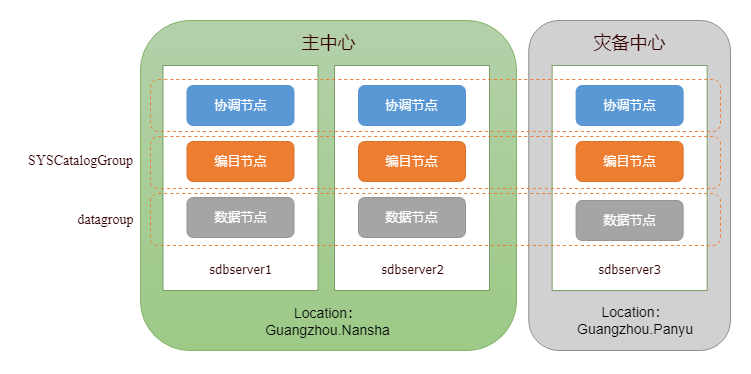 主中心
灾备中心
协调节点
协调节点
协调节点
SYSCatalogGroup
编目节点
编目节点
编目节点
datagroup
数据节点
数据节点
数据节点
sdbserver1
sdbserver2
sdbserver3
Location：
Guangzhou.Nansha
Location：
Guangzhou.Panyu